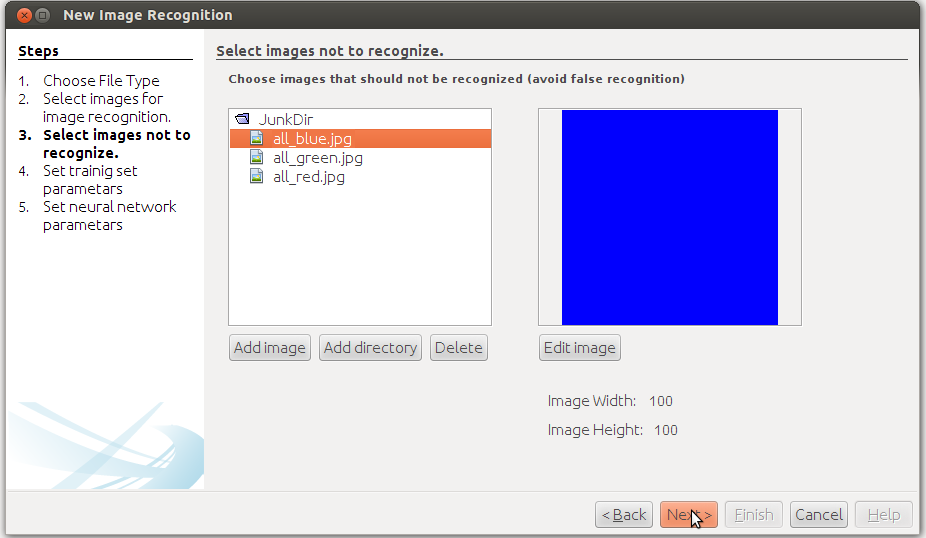 New Image Recognition
Steps
1. Choose File Type
2. Select images for
image recognition.
3. Select images not to
recognize.
4. Set trainig set
parametars
5. Set neural network
parametars
Select images not to recognize.
Choose images that should not be recognized (avoid false recognition)
JunkDir
all_blue.jpg
all_green.jpg
all_red.jpg
Add image Add directory Delete
Edit image
Image Width: 100
Image Height: 100
< Back Next > Finish Cancel Help